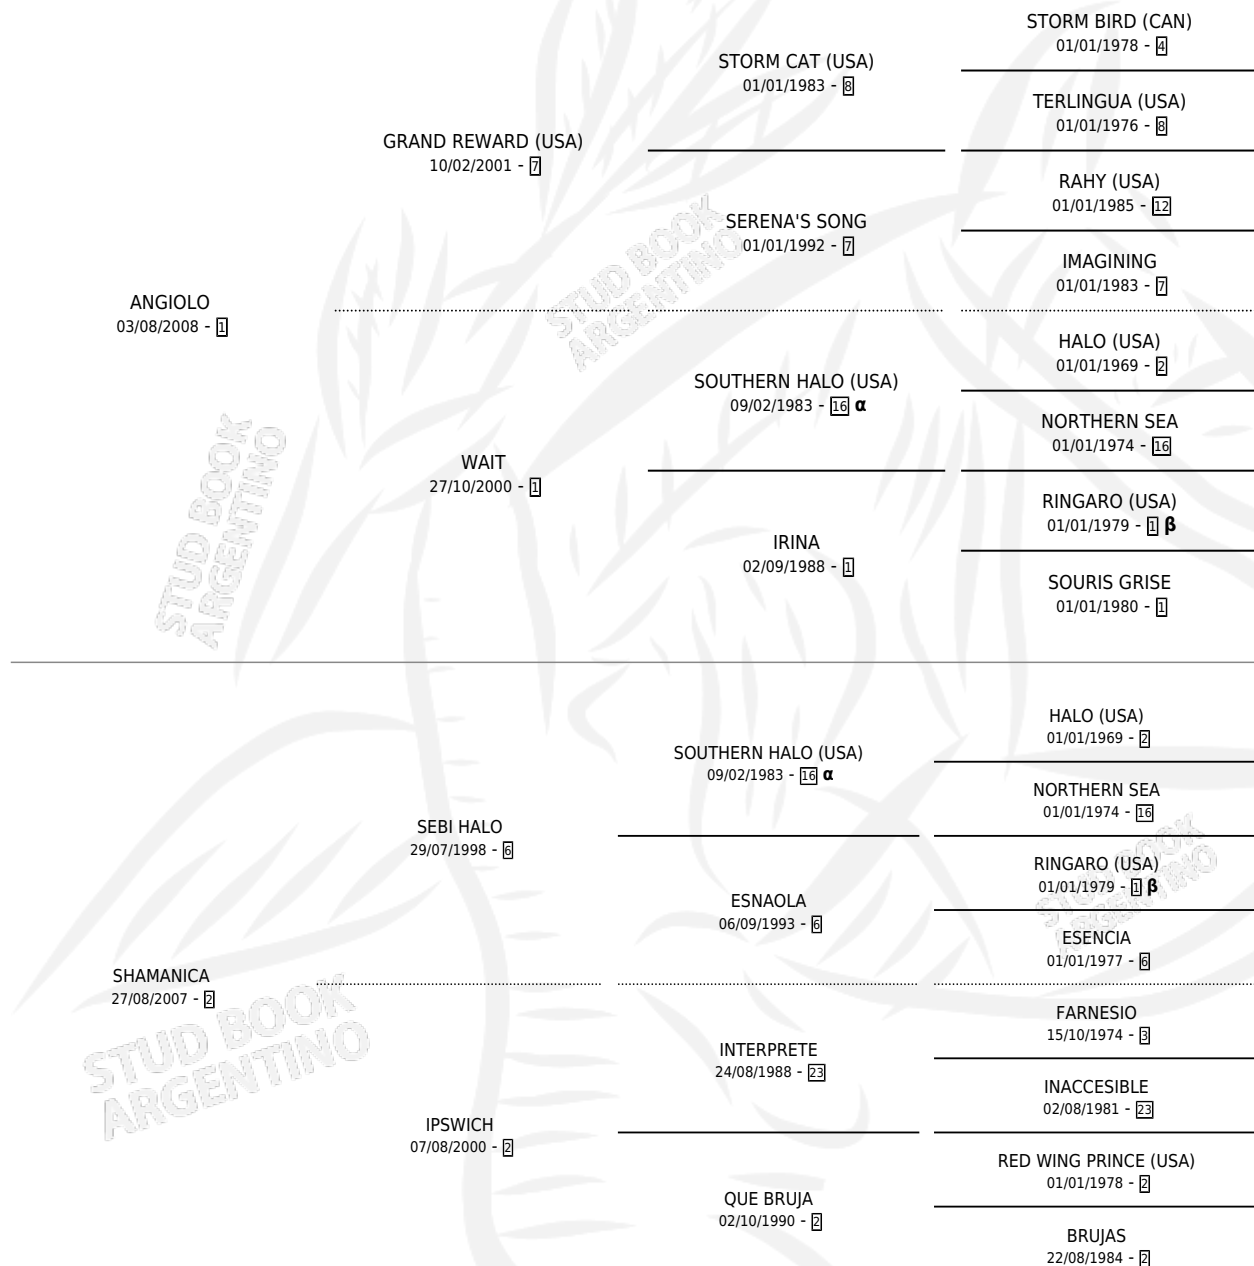 STORM BIRD (CAN)
01/01/1978 - 4
STORM CAT (USA)
01/01/1983 - 8
TERLINGUA (USA)
01/01/1976 - 8
GRAND REWARD (USA)
10/02/2001 - 7
RAHY (USA)
01/01/1985 - 12
SERENA'S SONG
01/01/1992 - 7
IMAGINING
01/01/1983 - 7
STUD BOOK
ARGENTINO
ANGIOLO
03/08/2008 - 1
HALO (USA)
01/01/1969 - 2
SOUTHERN HALO (USA)
09/02/1983 - 16 α
NORTHERN SEA
01/01/1974 - 16
WAIT
27/10/2000 - 1
RINGARO (USA)
01/01/1979 - 1 β
IRINA
02/09/1988 - 1
SOURIS GRISE
01/01/1980 - 1
STUD BOOK
ARGENTINO
HALO (USA)
01/01/1969 - 2
SOUTHERN HALO (USA)
09/02/1983 - 16 α
NORTHERN SEA
01/01/1974 - 16
SEBI HALO
29/07/1998 - 6
RINGARO (USA)
01/01/1979 - 1 β
ESNAOLA
06/09/1993 - 6
ESENCIA
01/01/1977 - 6
STUD BOOK
ARGENTINO
SHAMANICA
27/08/2007 - 2
FARNESIO
15/10/1974 - 3
INTERPRETE
24/08/1988 - 23
INACCESIBLE
02/08/1981 - 23
STUD BOOK
ARGENTINO
IPSWICH
07/08/2000 - 2
RED WING PRINCE (USA)
01/01/1978 - 2
QUE BRUJA
02/10/1990 - 2
BRUJAS
22/08/1984 - 2